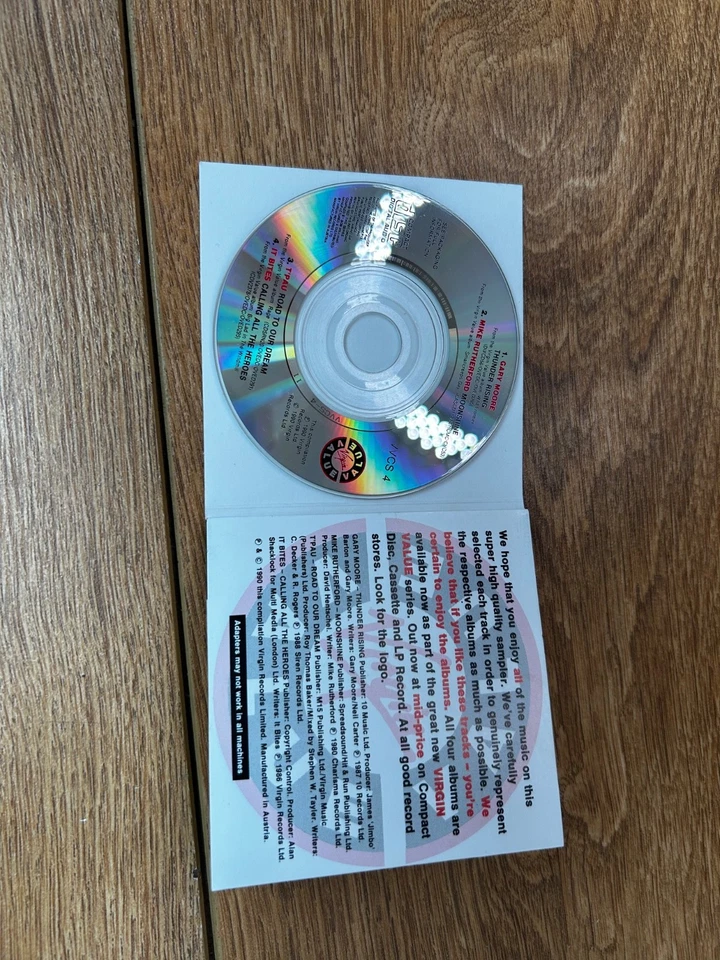 1. GARY MOORE
THUNDER RISING
2. MIKE RUTHERFORD MOONSHINE
3. T'PAU ROAD TO OUR DREAM
4. IT BITES CALLING ALL THE HEROES
VVCS 4
VALUE
Virgin
VALUE
DIGITAL AUDIO
We hope that you enjoy all of the music on this
super high quality sampler. We've carefully
selected each track in order to genuinely represent
the respective albums as much as possible. We
believe that if you like these tracks – you're
certain to enjoy the albums. All four albums are
available now as part of the great new VIRGIN
VALUE series. Out now at mid-price on Compact
Disc, Cassette and LP Record. At all good record
stores. Look for the logo.
GARY MOORE – THUNDER RISING Publisher: 10 Music Ltd. Producer: James 'Jimbo'
Barton and Gary Moore. Writers: Gary Moore/Neil Carter ℗ 1987 10 Records Ltd.
MIKE RUTHERFORD – MOONSHINE Publisher: Spreadsound/Hit & Run Publishing Ltd.
Producer: David Hentschel. Writer: Mike Rutherford ℗ 1980 Charisma Records Ltd.
T'PAU – ROAD TO OUR DREAM Publisher: M15 Publishing Ltd./Virgin Music
(Publishers) Ltd. Producer: Roy Thomas Baker/Mixed by Stephen W. Tayler. Writers:
C. Decker & R. Rogers ℗ 1988 Siren Records Ltd.
IT BITES – CALLING ALL THE HEROES Publisher: Copyright Control. Producer: Alan
Shacklock for Multi Media (London) Ltd. Writers: It Bites ℗ 1986 Virgin Records Ltd.
℗ & © 1990 this compilation Virgin Records Limited. Manufactured in Austria.
Adapters may not work in all machines